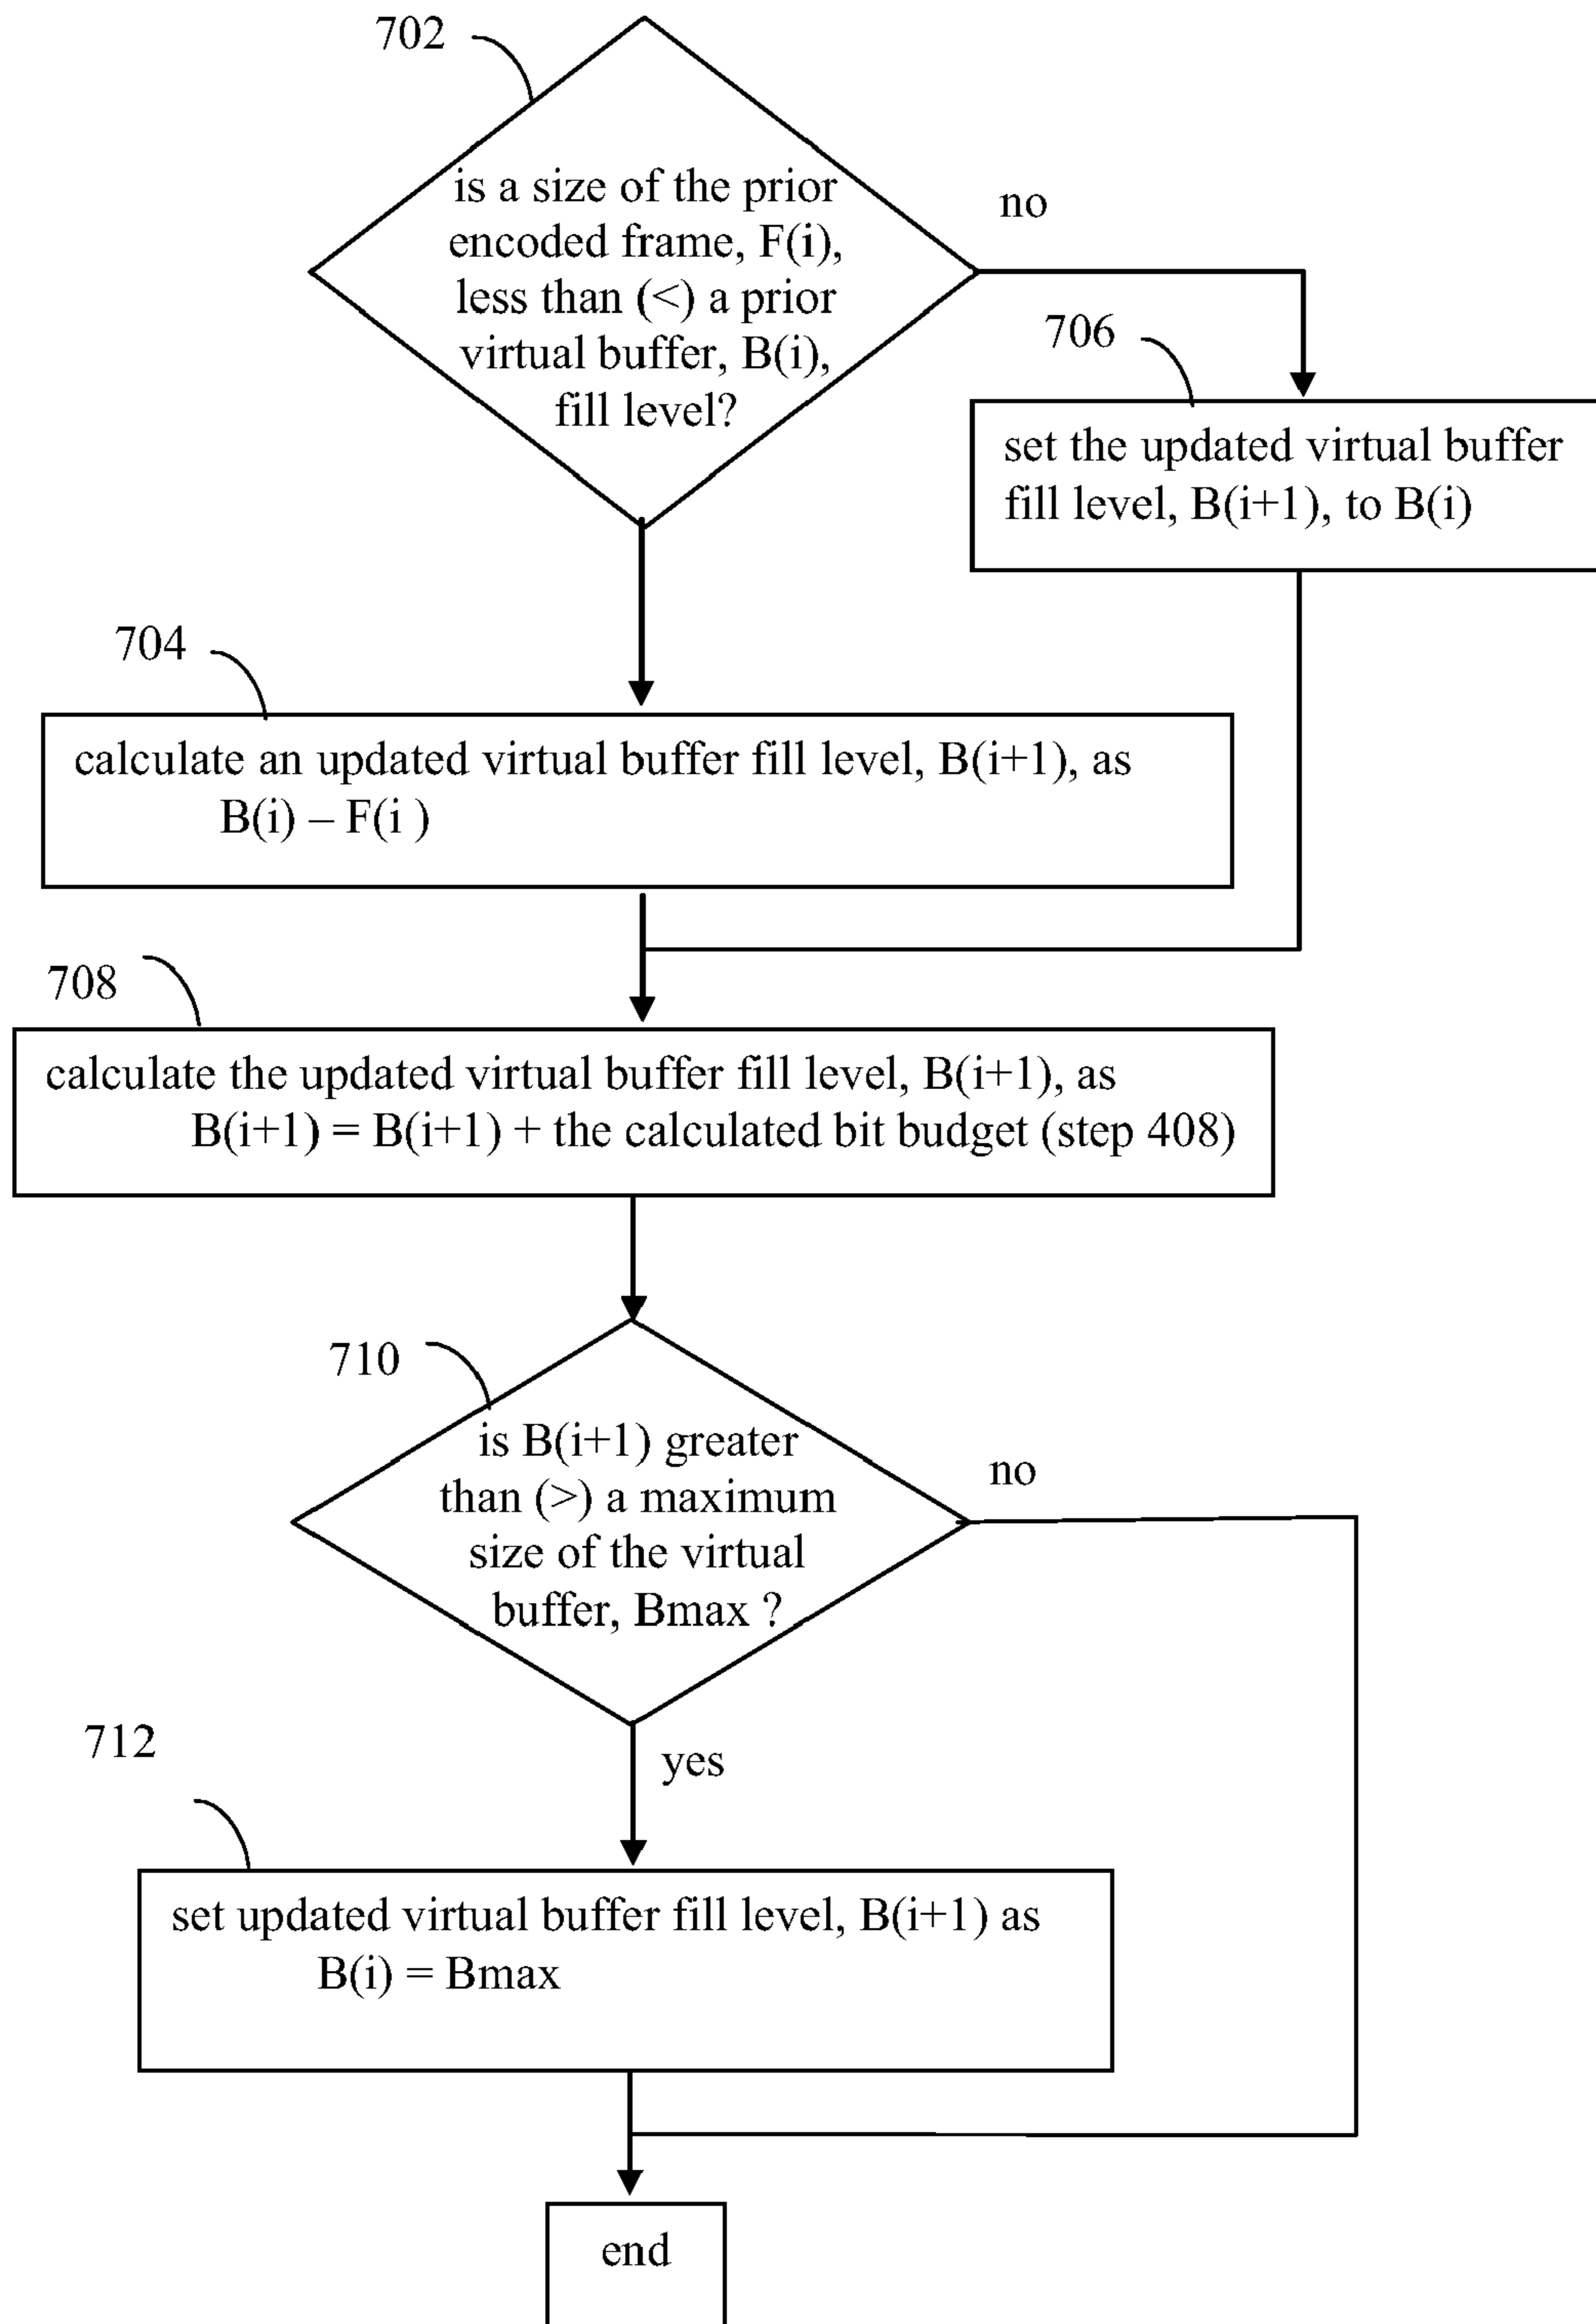 702
is a size of the prior
encoded frame, F(i),
less than (<) a prior
virtual buffer, B(i),
fill level?
no
706
set the updated virtual buffer
fill level, B(i+1), to B(i)
704
calculate an updated virtual buffer fill level, B(i+1), as
B(i) – F(i )
708
calculate the updated virtual buffer fill level, B(i+1), as
B(i+1) = B(i+1) + the calculated bit budget (step 408)
710
is B(i+1) greater
than (>) a maximum
size of the virtual
buffer, Bmax ?
no
yes
712
set updated virtual buffer fill level, B(i+1) as
B(i) = Bmax
end